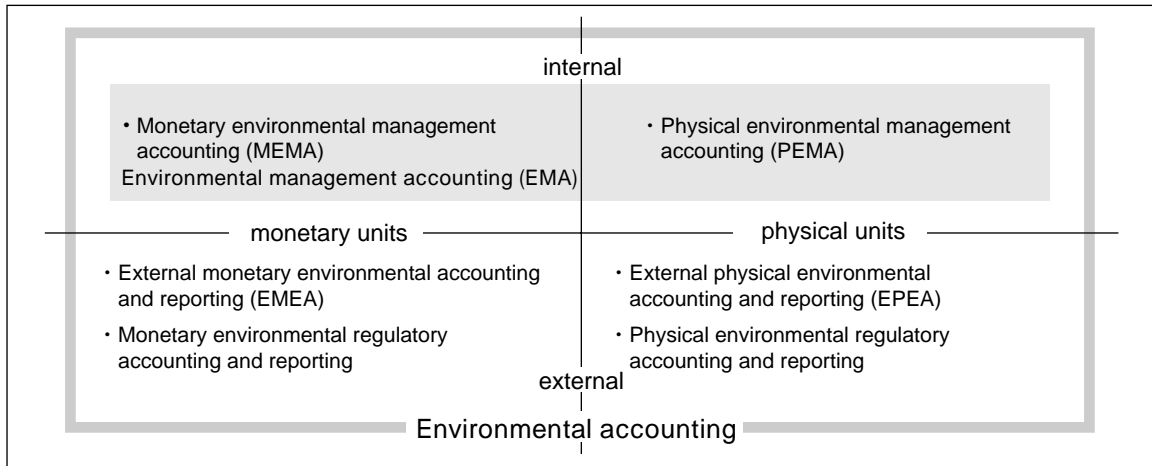 internal
・Monetary environmental management
accounting (MEMA)
Environmental management accounting (EMA)
・Physical environmental management
accounting (PEMA)
monetary units
physical units
・External monetary environmental accounting
and reporting (EMEA)
・Monetary environmental regulatory
accounting and reporting
・External physical environmental
accounting and reporting (EPEA)
・Physical environmental regulatory
accounting and reporting
external
Environmental accounting